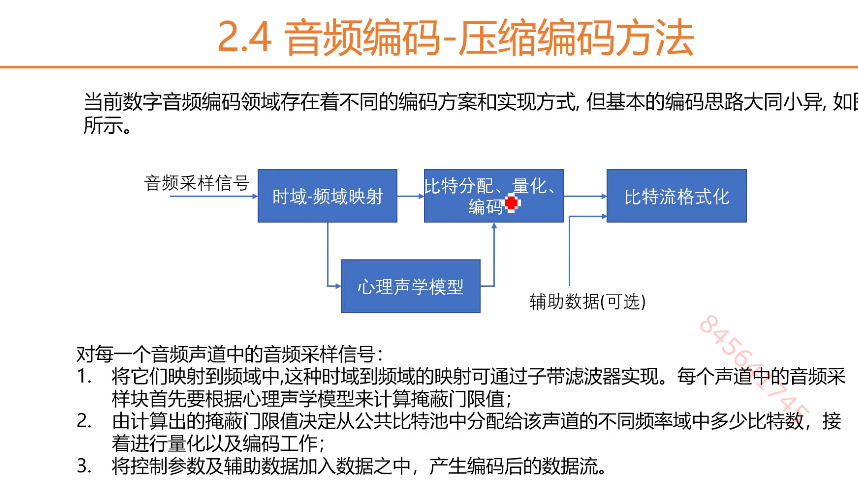 2.4 音频编码-压缩编码方法
当前数字音频编码领域存在着不同的编码方案和实现方式, 但基本的编码思路大同小异, 如
所示。
音频采样信号
时域-频域映射
比特分配、量化、
编码
比特流格式化
心理声学模型
辅助数据(可选)
对每一个音频声道中的音频采样信号：
1. 将它们映射到频域中,这种时域到频域的映射可通过子带滤波器实现。每个声道中的音频采
样块首先要根据心理声学模型来计算掩蔽门限值；
2. 由计算出的掩蔽门限值决定从公共比特池中分配给该声道的不同频率域中多少比特数，接
着进行量化以及编码工作；
3. 将控制参数及辅助数据加入数据之中，产生编码后的数据流。